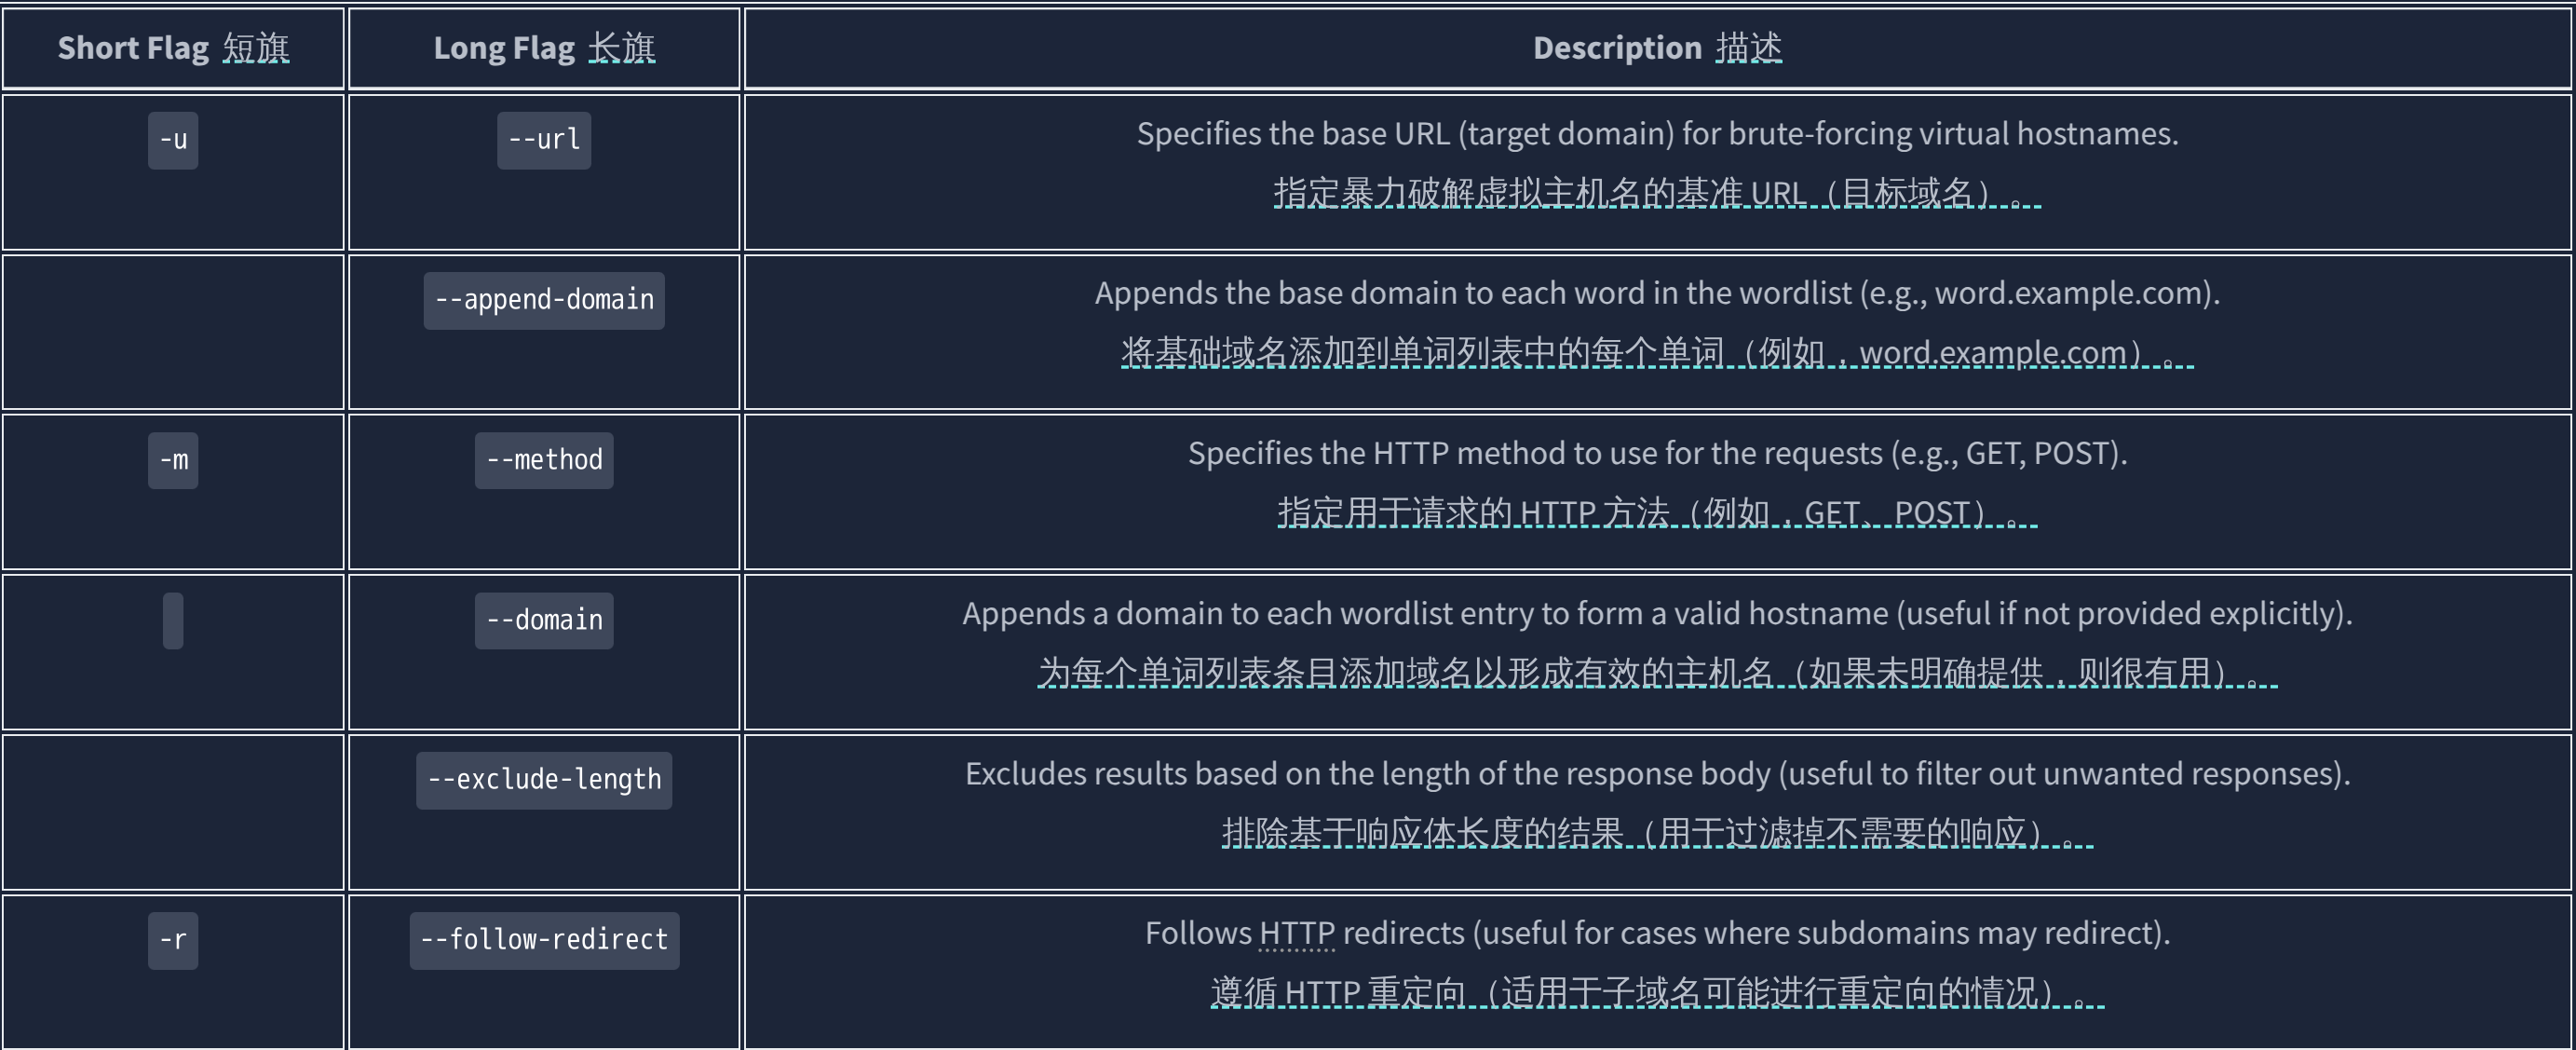 Short Flag 短旗 Long Flag 长旗 Description 描述
-u --url Specifies the base URL (target domain) for brute-forcing virtual hostnames.
指定暴力破解虚拟主机名的基准 URL（目标域名）。
--append-domain Appends the base domain to each word in the wordlist (e.g., word.example.com).
将基础域名添加到单词列表中的每个单词（例如，word.example.com）。
-m --method Specifies the HTTP method to use for the requests (e.g., GET, POST).
指定用于请求的 HTTP 方法（例如，GET、POST）。
--domain Appends a domain to each wordlist entry to form a valid hostname (useful if not provided explicitly).
为每个单词列表条目添加域名以形成有效的主机名（如果未明确提供，则很有用）。
--exclude-length Excludes results based on the length of the response body (useful to filter out unwanted responses).
排除基于响应体长度的结果（用于过滤掉不需要的响应）。
-r --follow-redirect Follows HTTP redirects (useful for cases where subdomains may redirect).
遵循 HTTP 重定向（适用于子域名可能进行重定向的情况）。